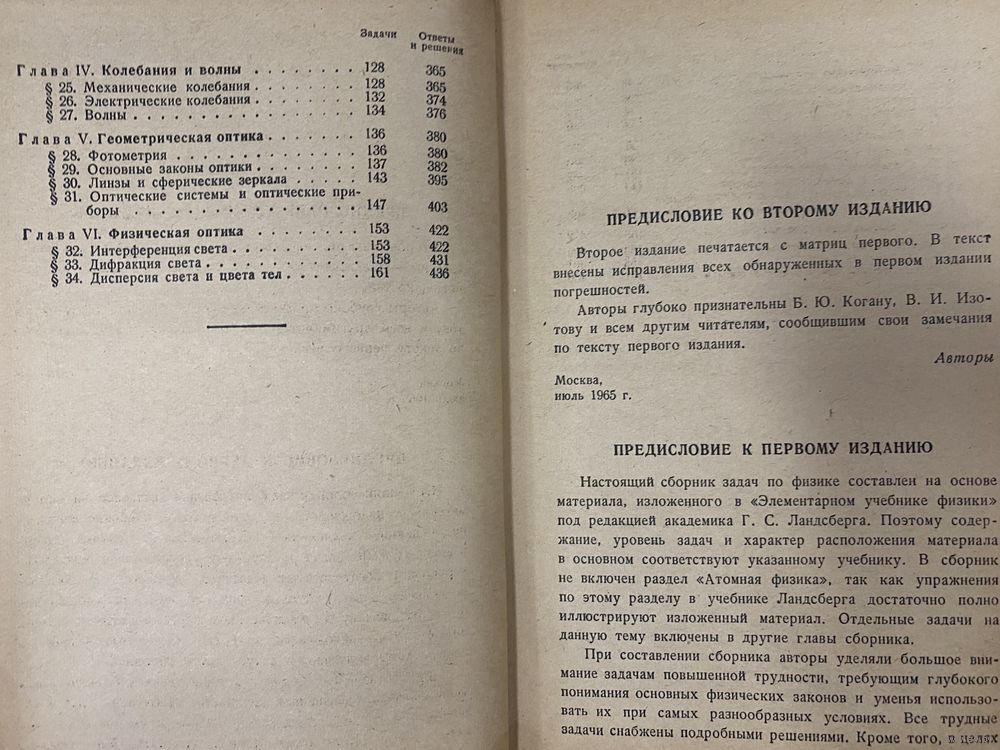 Задачи Ответы и решения
Глава IV. Колебания и волны . . . . . . . . 128 365
§ 25. Механические колебания . . . . . . . . 128 365
§ 26. Электрические колебания . . . . . . . . 132 374
§ 27. Волны . . . . . . . . . . . . . . . . 134 376
Глава V. Геометрическая оптика . . . . . . . 136 380
§ 28. Фотометрия . . . . . . . . . . . . . 136 380
§ 29. Основные законы оптики . . . . . . . . 137 382
§ 30. Линзы и сферические зеркала . . . . . 143 395
§ 31. Оптические системы и оптические при-
боры . . . . . . . . . . . . . . . . . 147 403
Глава VI. Физическая оптика . . . . . . . . 153 422
§ 32. Интерференция света . . . . . . . . . 153 422
§ 33. Дифракция света . . . . . . . . . . . 158 431
§ 34. Дисперсия света и цвета тел . . . . . . 161 436
ПРЕДИСЛОВИЕ КО ВТОРОМУ ИЗДАНИЮ
Второе издание печатается с матриц первого. В текст
внесены исправления всех обнаруженных в первом издании
погрешностей.
Авторы глубоко признательны Б. Ю. Когану, В. И. Изо-
тову и всем другим читателям, сообщившим свои замечания
по тексту первого издания.
Авторы
Москва,
июль 1965 г.
ПРЕДИСЛОВИЕ К ПЕРВОМУ ИЗДАНИЮ
Настоящий сборник задач по физике составлен на основе
материала, изложенного в «Элементарном учебнике физики»
под редакцией академика Г. С. Ландсберга. Поэтому содер-
жание, уровень задач и характер расположения материала
в основном соответствуют указанному учебнику. В сборник
не включен раздел «Атомная физика», так как упражнения
по этому разделу в учебнике Ландсберга достаточно полно
иллюстрируют изложенный материал. Отдельные задачи на
данную тему включены в другие главы сборника.
При составлении сборника авторы уделяли большое вни-
мание задачам повышенной трудности, требующим глубокого
понимания основных физических законов и уменья использо-
вать их при самых разнообразных условиях. Все трудные
задачи снабжены подробными решениями. Кроме того, в целях